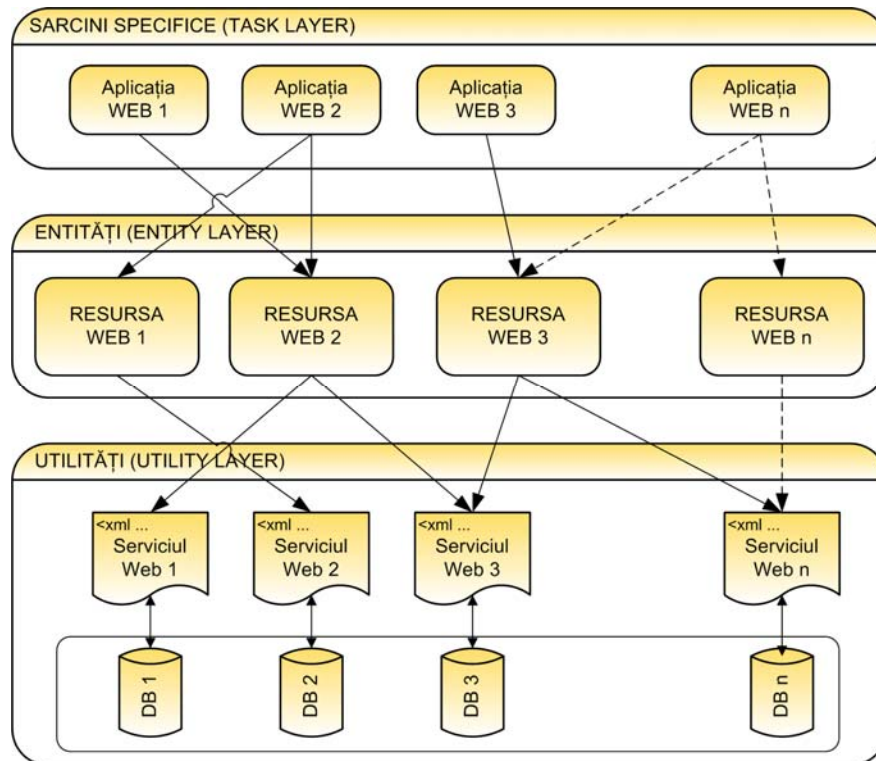 SARCINI SPECIFICE (TASK LAYER)
Aplicația
WEB 1
Aplicația
WEB 2
Aplicația
WEB 3
Aplicația
WEB n
ENTITĂȚI (ENTITY LAYER)
RESURSA
WEB 1
RESURSA
WEB 2
RESURSA
WEB 3
RESURSA
WEB n
UTILITĂȚI (UTILITY LAYER)
<xml ...
Serviciul
Web 1
<xml ...
Serviciul
Web 2
<xml ...
Serviciul
Web 3
<xml ...
Serviciul
Web n
DB 1
DB 2
DB 3
DB n